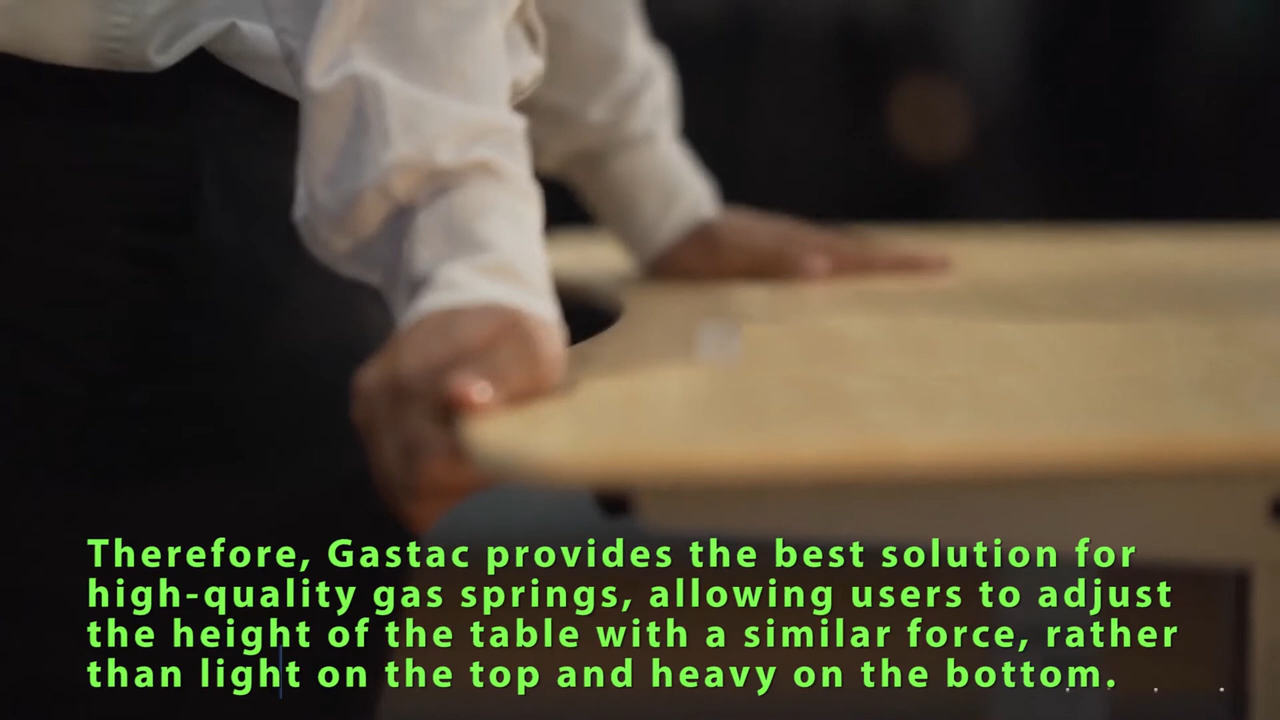 Therefore, Gastac provides the best solution for
high-quality gas springs, allowing users to adjust
the height of the table with a similar force, rather
than light on the top and heavy on the bottom.